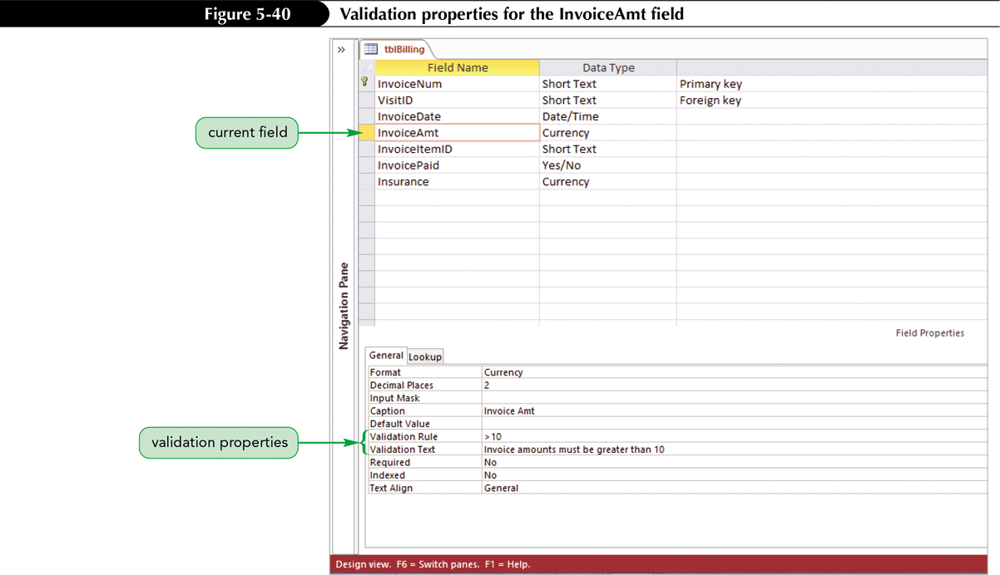 Figure 5-40 Validation properties for the InvoiceAmt field
» tblBilling
Field Name Data Type
InvoiceNum Short Text Primary key
VisitID Short Text Foreign key
InvoiceDate Date/Time
current field InvoiceAmt Currency
InvoiceItemID Short Text
InvoicePaid Yes/No
Insurance Currency
Navigation Pane
Field Properties
General Lookup
Format Currency
Decimal Places 2
Input Mask
Caption Invoice Amt
Default Value
validation properties
Validation Rule >10
Validation Text Invoice amounts must be greater than 10
Required No
Indexed No
Text Align General
Design view. F6 = Switch panes. F1 = Help.